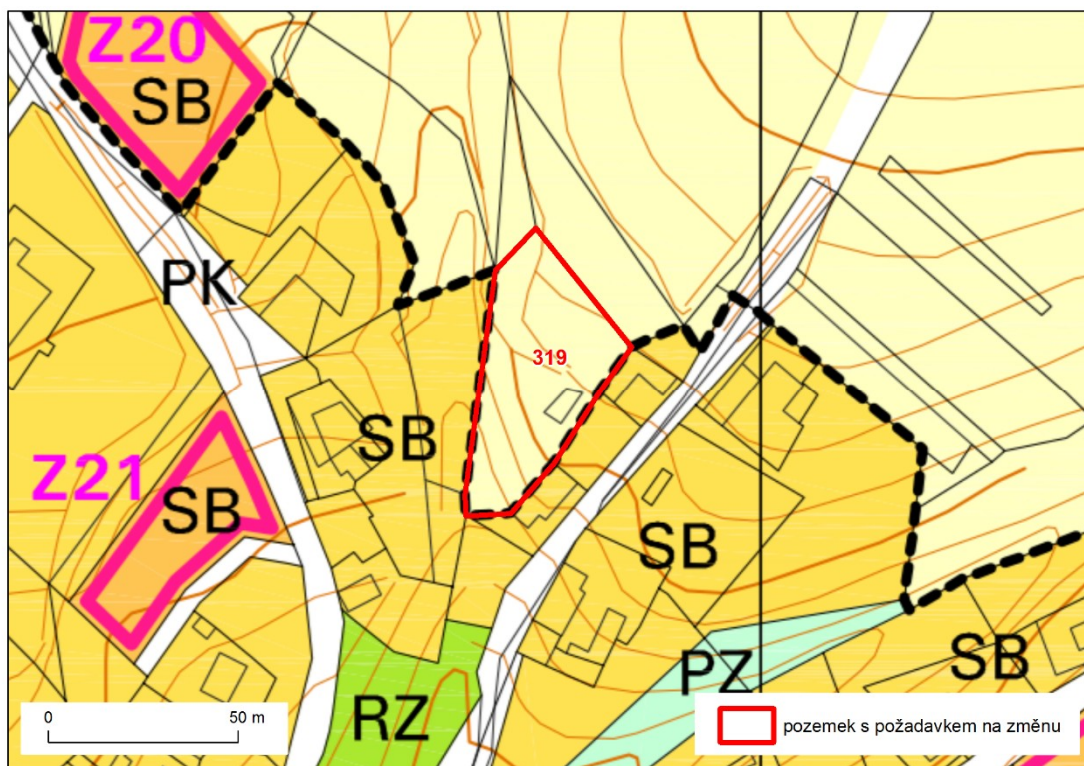 Z20
SB
PK
319
SB
Z21
SB
SB
SB
PZ
RZ
0 50 m
pozemek s požadavkem na změnu